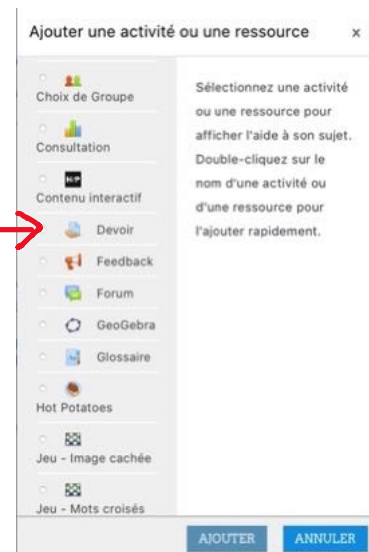 Ajouter une activité ou une ressource x
Choix de Groupe
Consultation
H-P
Contenu interactif
Devoir
Feedback
Forum
GeoGebra
Glossaire
Hot Potatoes
Jeu - Image cachée
Jeu - Mots croisés
Sélectionnez une activité
ou une ressource pour
afficher l'aide à son sujet.
Double-cliquez sur le
nom d'une activité ou
d'une ressource pour
l'ajouter rapidement.
AJOUTER ANNULER